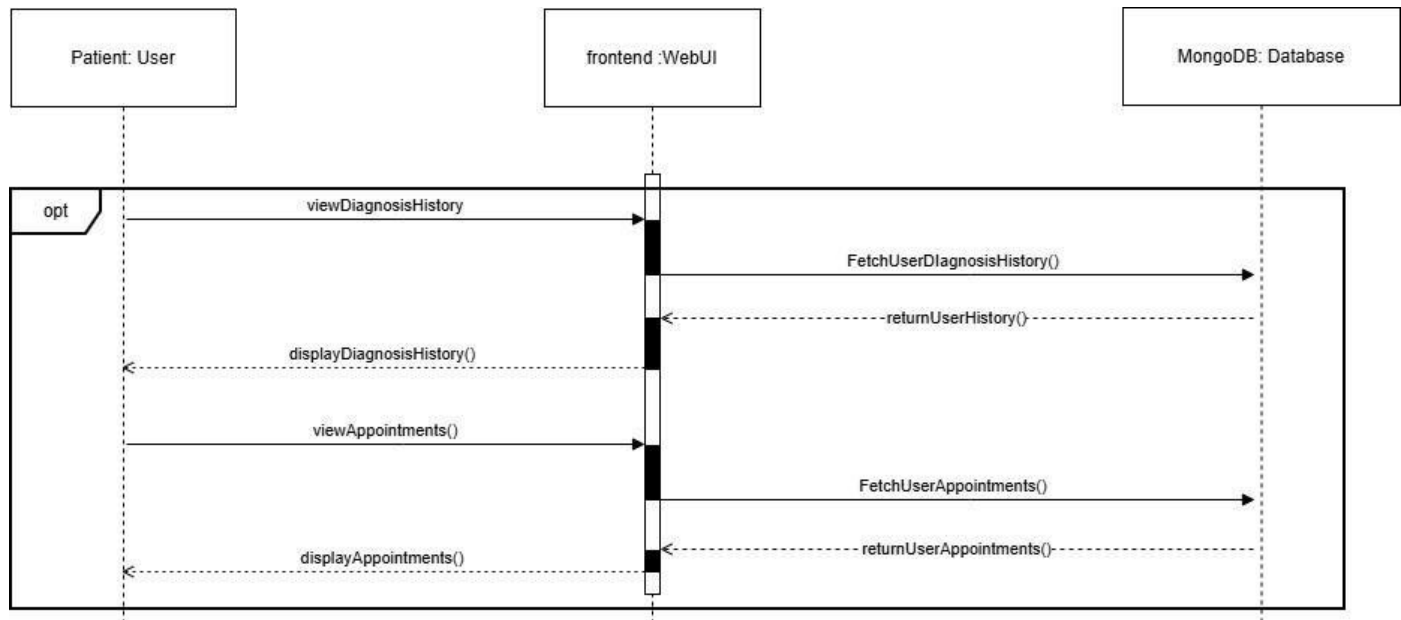 Patient: User
frontend :WebUI
MongoDB: Database
opt
viewDiagnosisHistory
FetchUserDIagnosisHistory()
returnUserHistory()
displayDiagnosisHistory()
viewAppointments()
FetchUserAppointments()
returnUserAppointments()
displayAppointments()